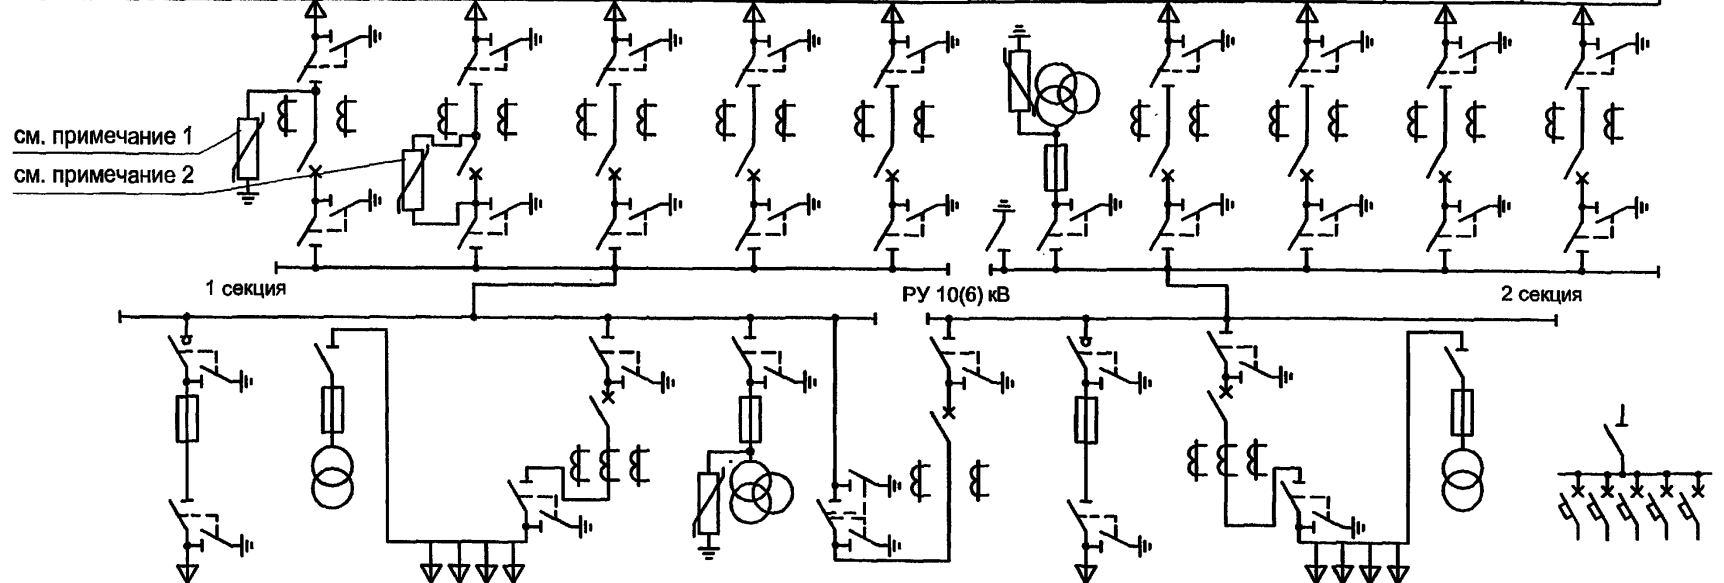 см. примечание 1
см. примечание 2
1 секция
РУ 10(6) кВ
2 секция